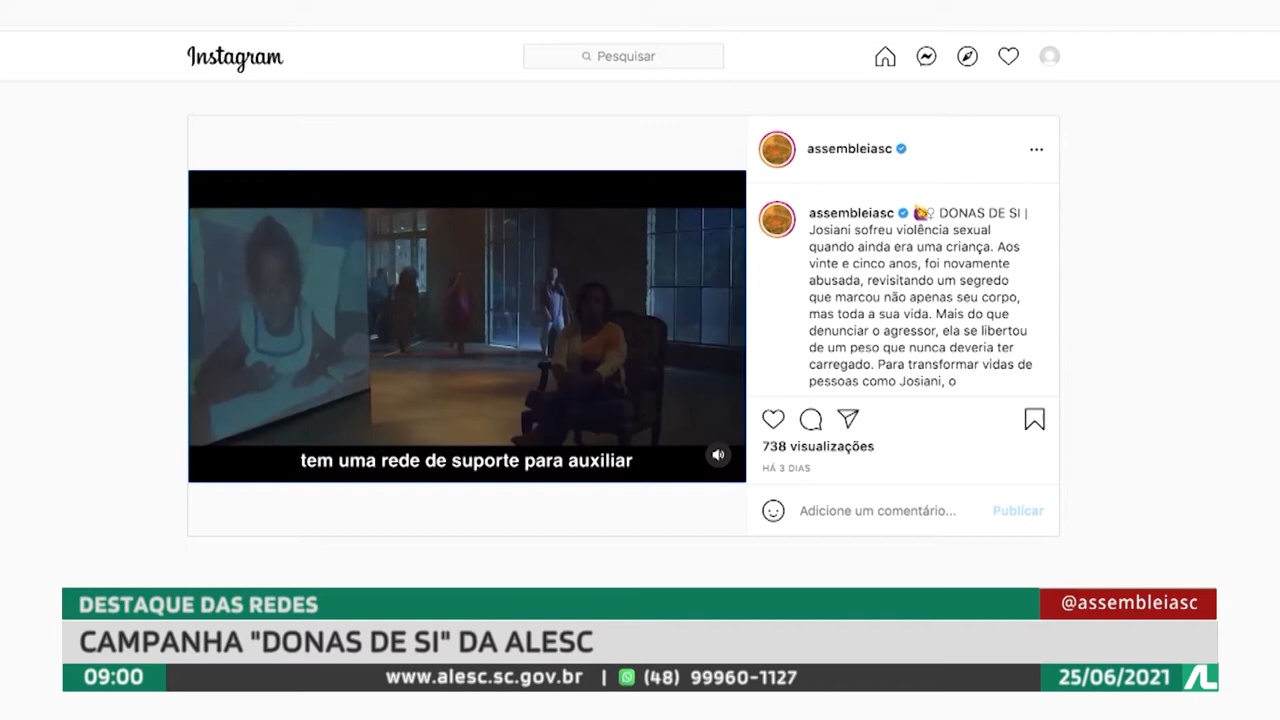 Instagram
Pesquisar
assembleiasc
assembleiasc DONAS DE SI |
Josiani sofreu violência sexual
quando ainda era uma criança. Aos
vinte e cinco anos, foi novamente
abusada, revisitando um segredo
que marcou não apenas seu corpo,
mas toda a sua vida. Mais do que
denunciar o agressor, ela se libertou
de um peso que nunca deveria ter
carregado. Para transformar vidas de
pessoas como Josiani, o
tem uma rede de suporte para auxiliar
738 visualizações
HÁ 3 DIAS
Adicione um comentário... Publicar
DESTAQUE DAS REDES
@assembleiasc
CAMPANHA "DONAS DE SI" DA ALESC
09:00 www.alesc.sc.gov.br | (48) 99960-1127 25/06/2021 AL